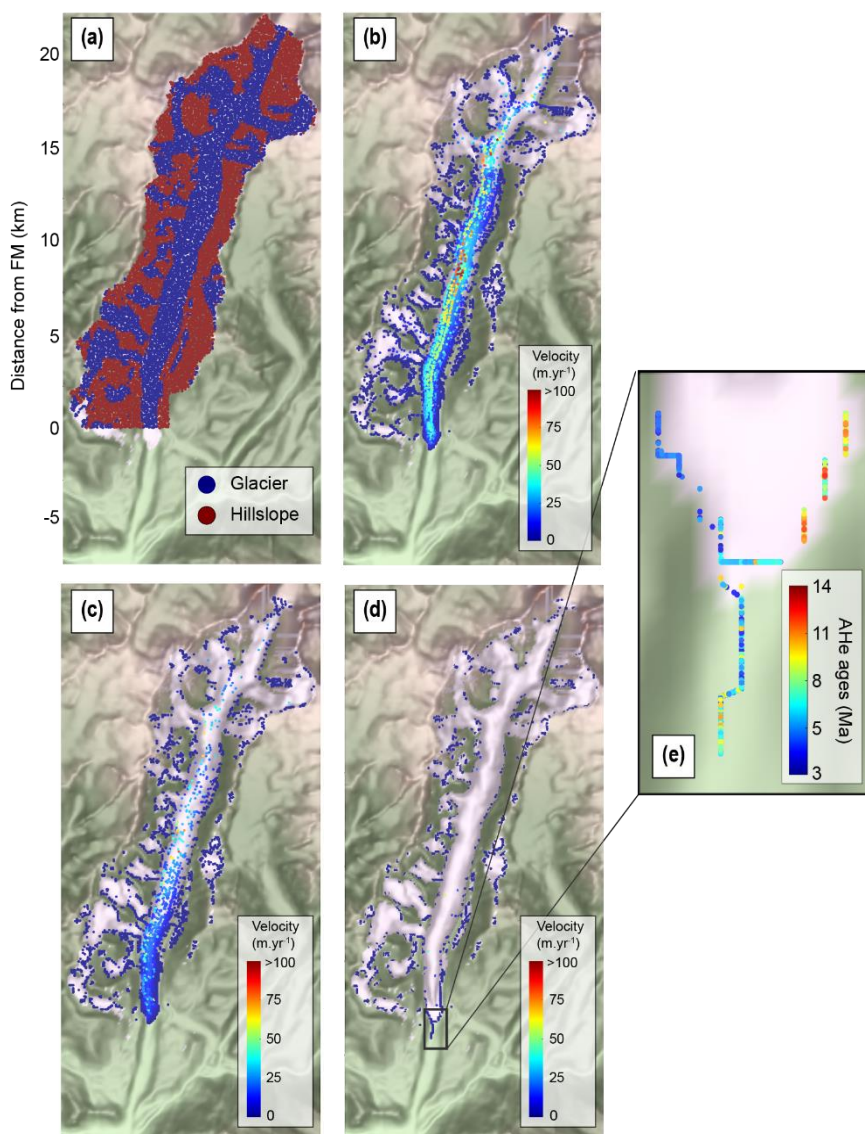 (a)
(b)
20
15
10
5
0
-5
Distance from FM (km)
Glacier
Hillslope
Velocity
(m.yr⁻¹)
>100
75
50
25
0
(c)
(d)
Velocity
(m.yr⁻¹)
>100
75
50
25
0
Velocity
(m.yr⁻¹)
>100
75
50
25
0
14
11
8
5
3
AHe ages (Ma)
(e)